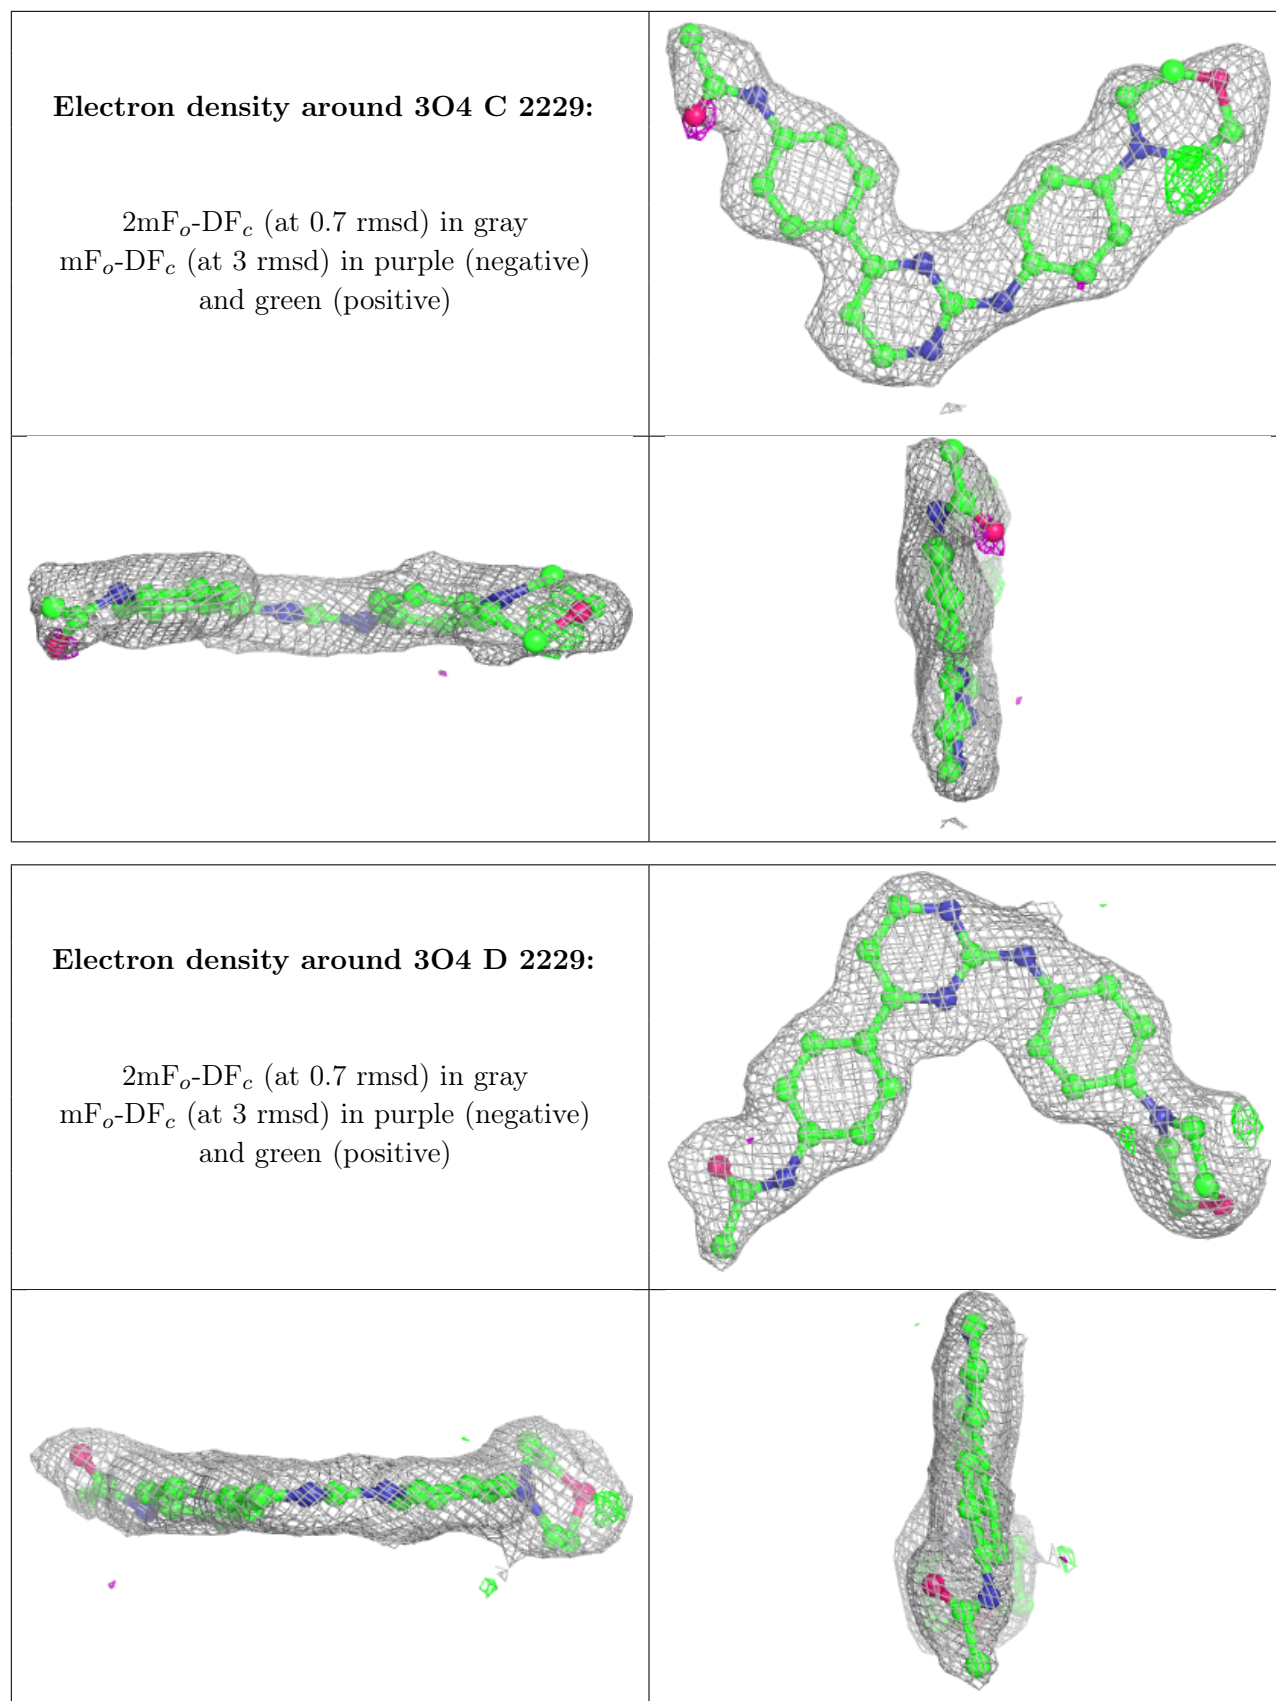 Electron density around 3O4 C 2229:
2mFo-DFc (at 0.7 rmsd) in gray
mFo-DFc (at 3 rmsd) in purple (negative)
and green (positive)
Electron density around 3O4 D 2229:
2mFo-DFc (at 0.7 rmsd) in gray
mFo-DFc (at 3 rmsd) in purple (negative)
and green (positive)